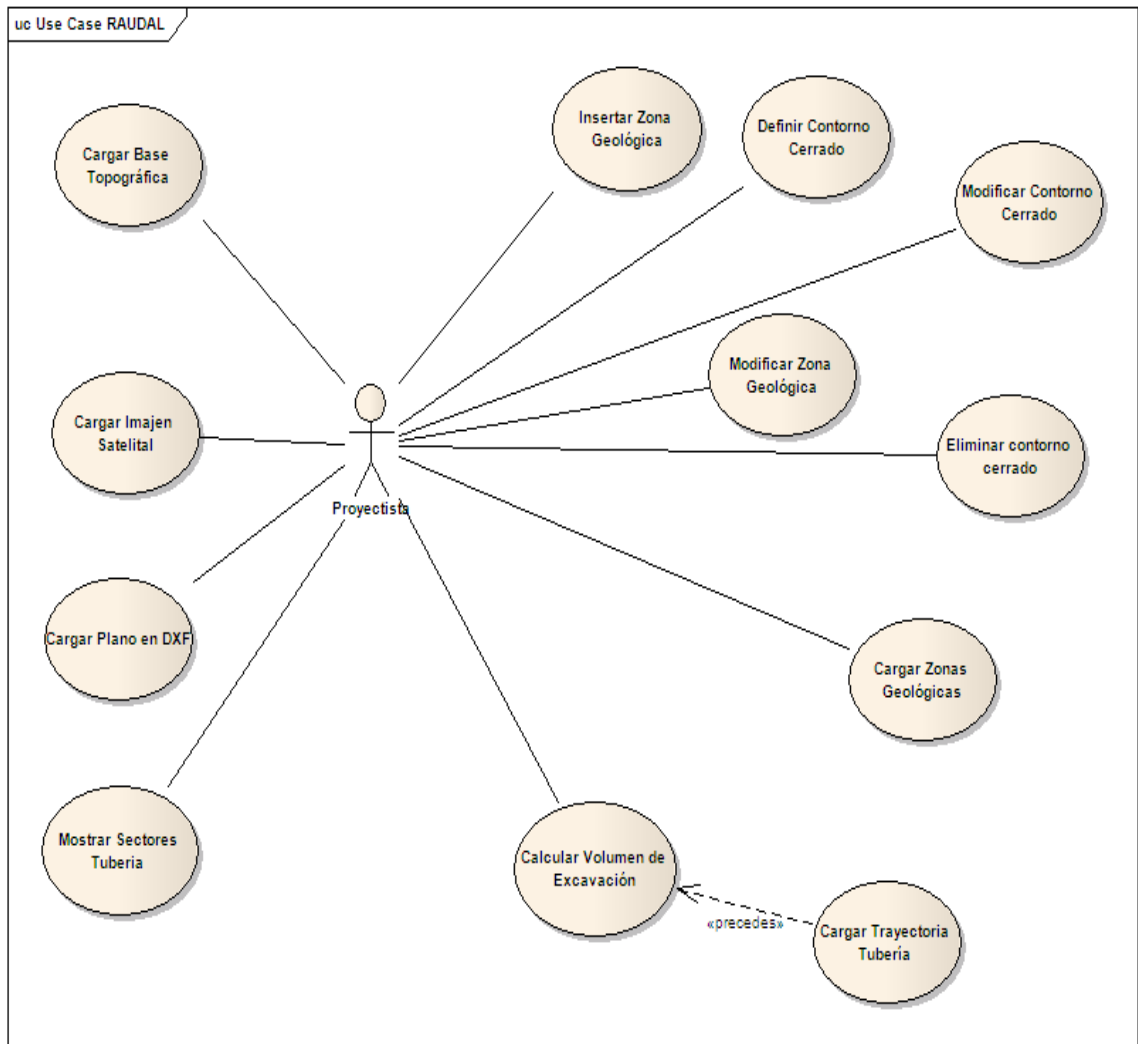 uc Use Case RAUDAL
Cargar Base
Topográfica
Insertar Zona
Geológica
Definir Contorno
Cerrado
Modificar Contorno
Cerrado
Modificar Zona
Geológica
Cargar Imajen
Satelital
Eliminar contorno
cerrado
Proyectista
Cargar Plano en DXF
Cargar Zonas
Geológicas
Mostrar Sectores
Tuberia
Calcular Volumen de
Excavación
«precedes»
Cargar Trayectoria
Tubería